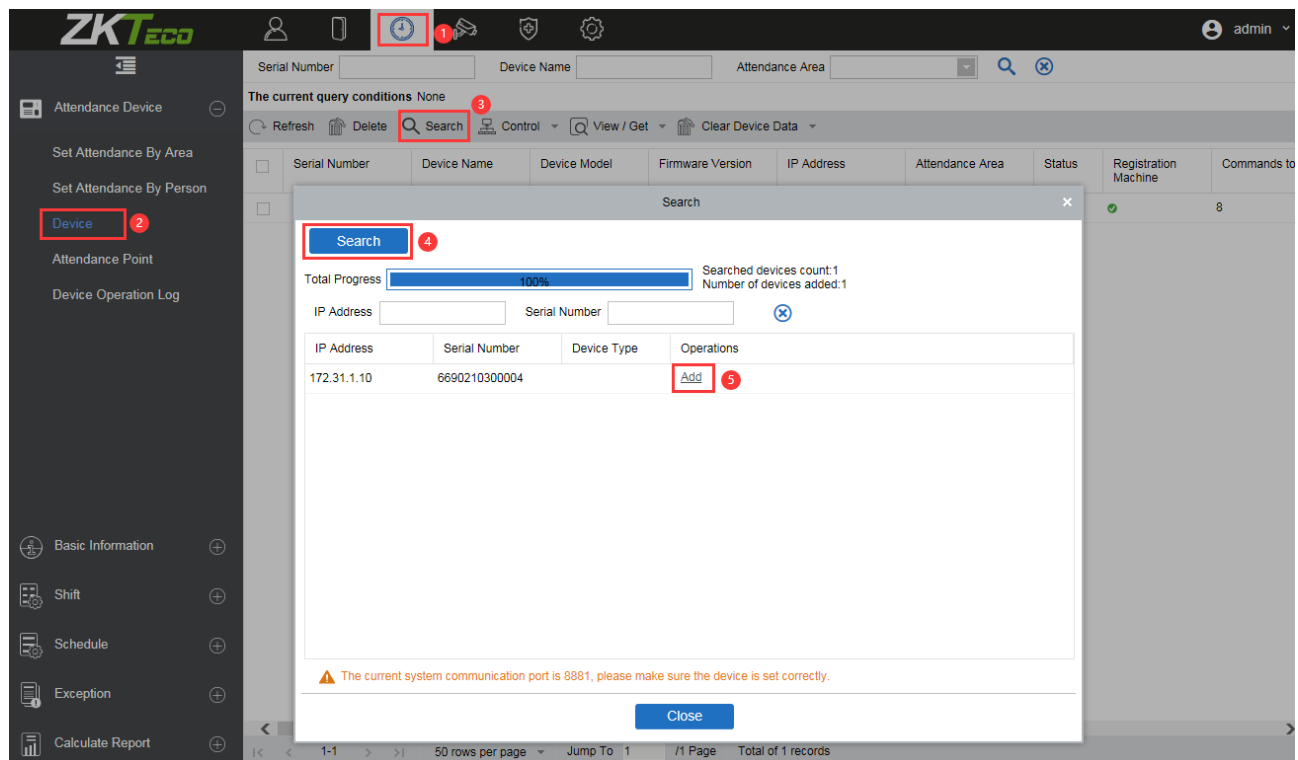 ZKTECO
1
admin
Serial Number
Device Name
Attendance Area
The current query conditions None
3
Attendance Device
Refresh Delete Search Control View / Get Clear Device Data
Set Attendance By Area
Set Attendance By Person
Device 2
Attendance Point
Device Operation Log
Serial Number Device Name Device Model Firmware Version IP Address Attendance Area Status Registration Machine Commands to
8
Search
Search 4
Total Progress 100%
Searched devices count:1
Number of devices added:1
IP Address Serial Number
IP Address Serial Number Device Type Operations
172.31.1.10 6690210300004 Add 5
Basic Information
Shift
Schedule
Exception
Calculate Report
The current system communication port is 8881, please make sure the device is set correctly.
Close
1-1 50 rows per page Jump To 1 /1 Page Total of 1 records